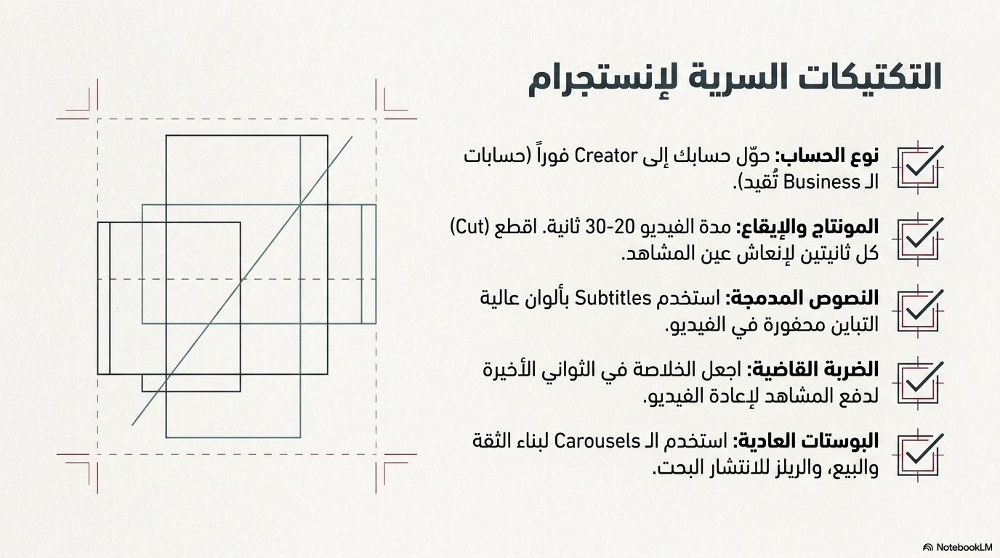 التكتيكات السرية لإنستجرام
نوع الحساب: حوّل حسابك إلى Creator فوراً (حسابات
الـ Business تُقيد).
المونتاج والإيقاع: مدة الفيديو 20-30 ثانية. اقطع (Cut)
كل ثانيتين لإنعاش عين المشاهد.
النصوص المدمجة: استخدم Subtitles بألوان عالية
التباين محفورة في الفيديو.
الضربة القاضية: اجعل الخلاصة في الثواني الأخيرة
لدفع المشاهد لإعادة الفيديو.
البوستات العادية: استخدم الـ Carousels لبناء الثقة
والبيع، والريلز للانتشار البحت.
NotebookLM